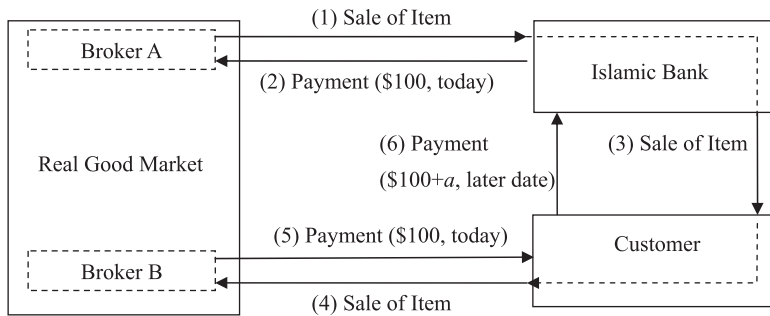 (1) Sale of Item
Broker A
(2) Payment ($100, today)
Islamic Bank
(6) Payment
($100+a, later date)
(3) Sale of Item
Real Good Market
(5) Payment ($100, today)
Customer
Broker B
(4) Sale of Item